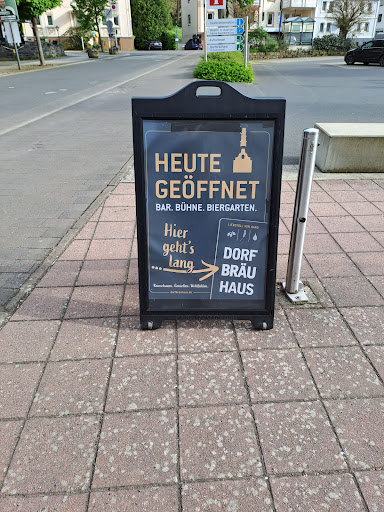 HEUTE
GEÖFFNET
BAR. BÜHNE. BIERGARTEN.
Hier
geht's
lang
DORF
BRÄU
HAUS